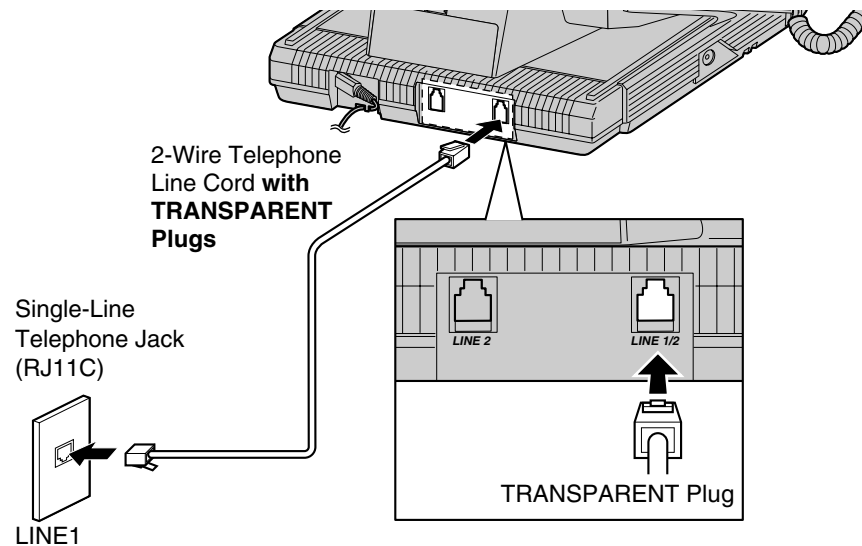 2-Wire Telephone
Line Cord with
TRANSPARENT
Plugs
Single-Line
Telephone Jack
(RJ11C)
LINE1
LINE 2
LINE 1/2
TRANSPARENT Plug